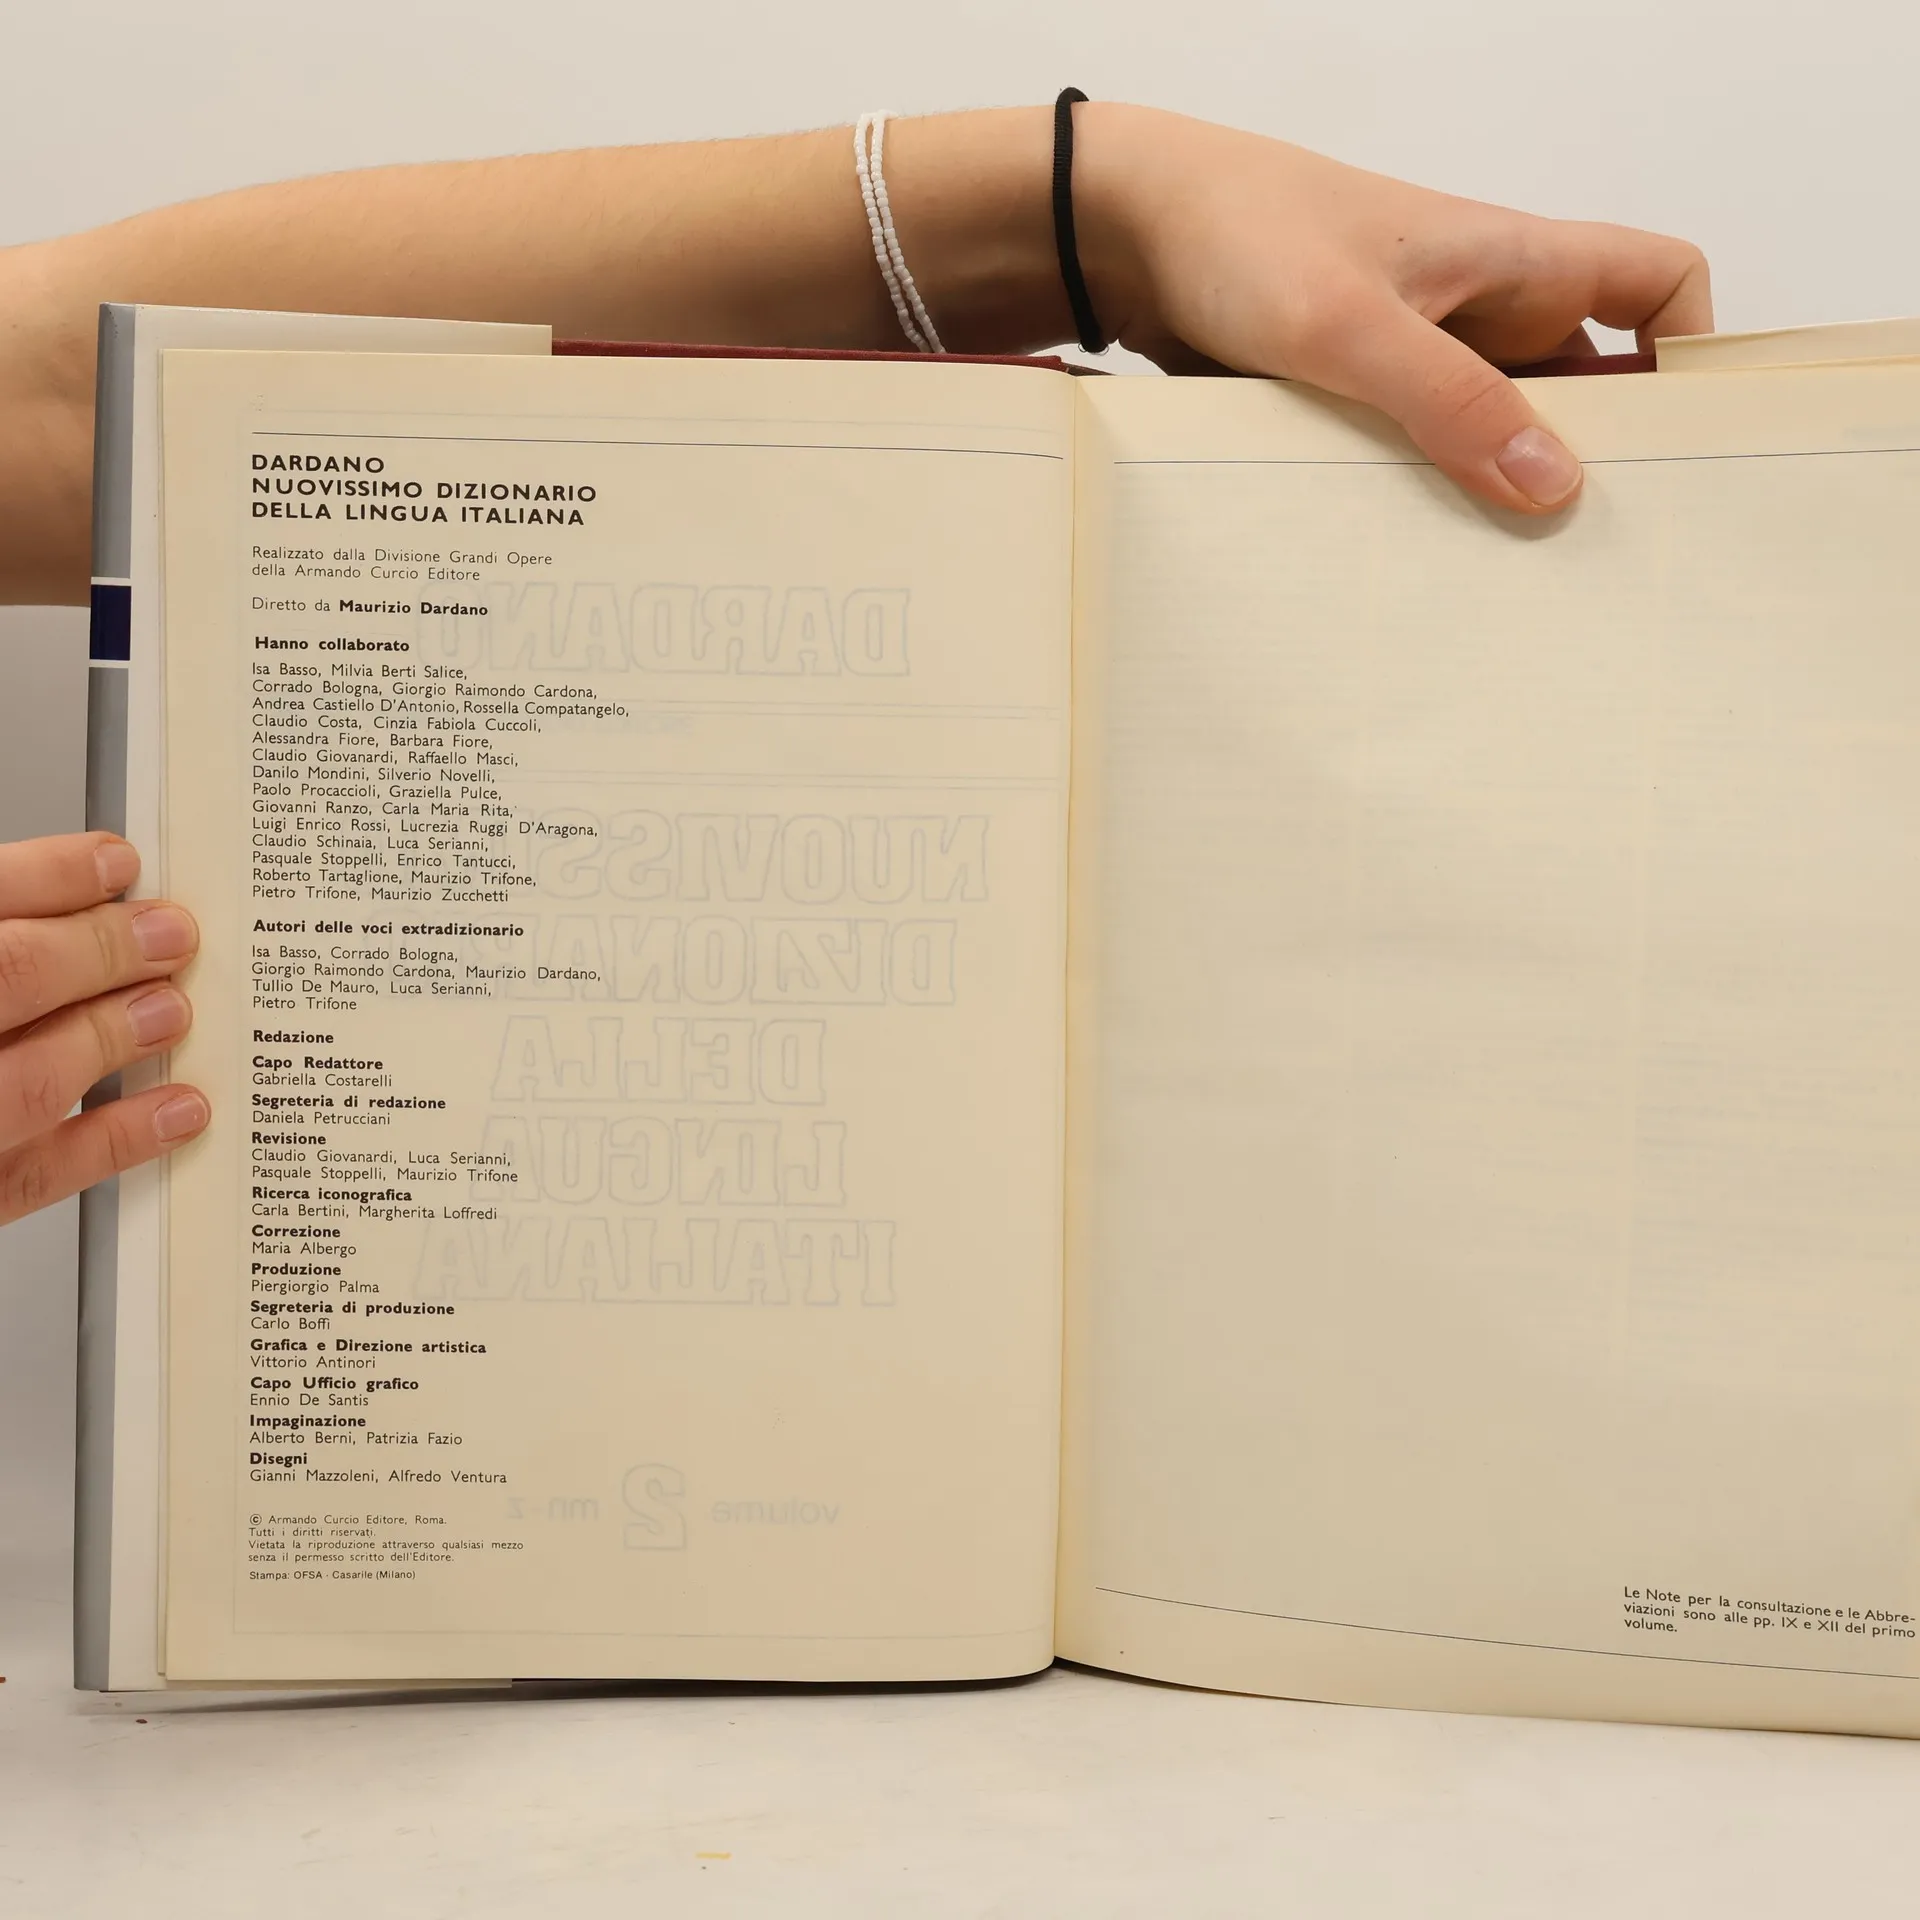 DARDANO
NUOVISSIMO DIZIONARIO
DELLA LINGUA ITALIANA
Realizzato dalla Divisione Grandi Opere
della Armando Curcio Editore
Diretto da Maurizio Dardano
Hanno collaborato
Isa Basso, Milvia Berti Salice,
Corrado Bologna, Giorgio Raimondo Cardona,
Andrea Castiello D'Antonio, Rossella Compatangelo,
Claudio Costa, Cinzia Fabiola Cuccoli,
Alessandra Fiore, Barbara Fiore,
Claudio Giovanardi, Raffaello Masci,
Danilo Mondini, Silverio Novelli,
Paolo Procaccioli, Graziella Pulce,
Giovanni Ranzo, Carla Maria Rita,
Luigi Enrico Rossi, Lucrezia Ruggi D'Aragona,
Claudio Schinaia, Luca Serianni,
Pasquale Stoppelli, Enrico Tantucci,
Roberto Tartaglione, Maurizio Trifone,
Pietro Trifone, Maurizio Zucchetti
Autori delle voci extradizionario
Isa Basso, Corrado Bologna,
Giorgio Raimondo Cardona, Maurizio Dardano,
Tullio De Mauro, Luca Serianni,
Pietro Trifone
Redazione
Capo Redattore
Gabriella Costarelli
Segreteria di redazione
Daniela Petrucciani
Revisione
Claudio Giovanardi, Luca Serianni,
Pasquale Stoppelli, Maurizio Trifone
Ricerca iconografica
Carla Bertini, Margherita Loffredi
Correzione
Maria Albergo
Produzione
Piergiorgio Palma
Segreteria di produzione
Carlo Boffi
Grafica e Direzione artistica
Vittorio Antinori
Capo Ufficio grafico
Ennio De Santis
Impaginazione
Alberto Berni, Patrizia Fazio
Disegni
Gianni Mazzoleni, Alfredo Ventura
© Armando Curcio Editore, Roma.
Tutti i diritti riservati.
Vietata la riproduzione attraverso qualsiasi mezzo
senza il permesso scritto dell'Editore.
Stampa: OFSA - Casarile (Milano)
Le Note per la consultazione e le Abbre-
viazioni sono alle pp. IX e XII del primo
volume.